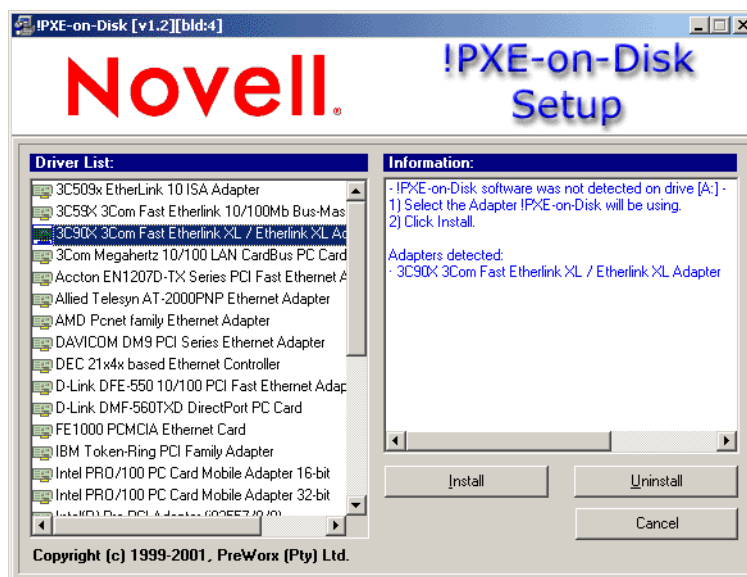 !PXE-on-Disk [v1.2][bld:4]
Novell®
!PXE-on-Disk
Setup
Driver List:
3C509x EtherLink 10 ISA Adapter
3C59X 3Com Fast Etherlink 10/100Mb Bus-Mas
3C90X 3Com Fast Etherlink XL / Etherlink XL Ad
3Com Megahertz 10/100 LAN CardBus PC Card
Accton EN1207D-TX Series PCI Fast Ethernet A
Allied Telesyn AT-2000PNP Ethernet Adapter
AMD Pcnet family Ethernet Adapter
DAVICOM DM9 PCI Series Ethernet Adapter
DEC 21x4x based Ethernet Controller
D-Link DFE-550 10/100 PCI Fast Ethernet Adap
D-Link DMF-560TXD DirectPort PC Card
FE1000 PCMCIA Ethernet Card
IBM Token-Ring PCI Family Adapter
Intel PRO/100 PC Card Mobile Adapter 16-bit
Intel PRO/100 PC Card Mobile Adapter 32-bit
Intel(R) Pro PCI Adapter (i82557/8/9)
Copyright (c) 1999-2001, PreWorx (Pty) Ltd.
Information:
- !PXE-on-Disk software was not detected on drive [A:] -
1) Select the Adapter !PXE-on-Disk will be using.
2) Click Install.
Adapters detected:
· 3C90X 3Com Fast Etherlink XL / Etherlink XL Adapter
Install
Uninstall
Cancel